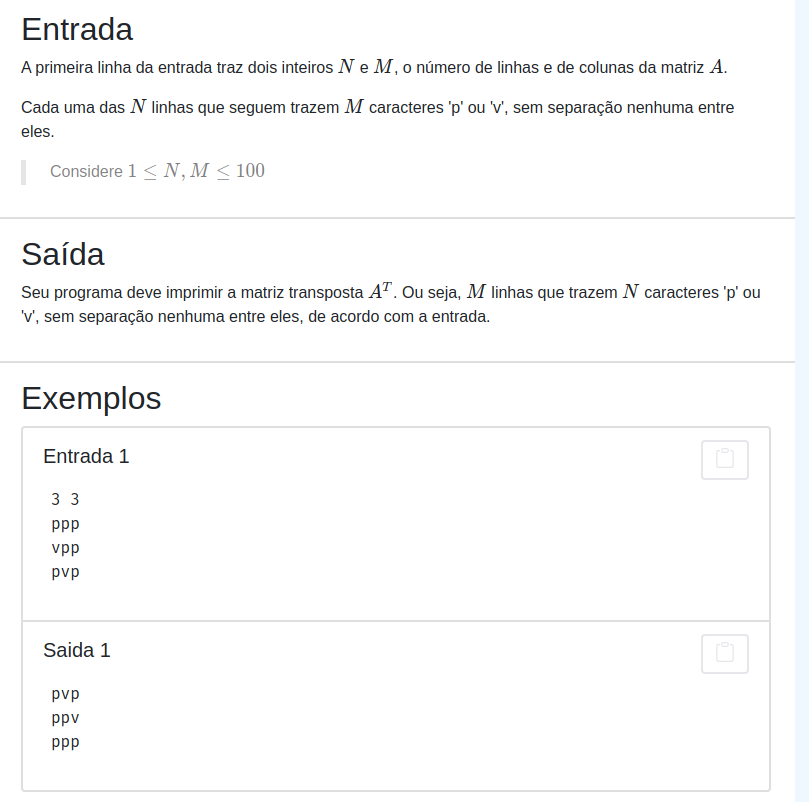 Entrada
A primeira linha da entrada traz dois inteiros N e M, o número de linhas e de colunas da matriz A.
Cada uma das N linhas que seguem trazem M caracteres 'p' ou 'v', sem separação nenhuma entre
eles.
Considere 1 ≤ N, M ≤ 100
Saída
Seu programa deve imprimir a matriz transposta A^T. Ou seja, M linhas que trazem N caracteres 'p' ou
'v', sem separação nenhuma entre eles, de acordo com a entrada.
Exemplos
Entrada 1
3 3
ppp
vpp
pvp
Saida 1
pvp
ppv
ppp